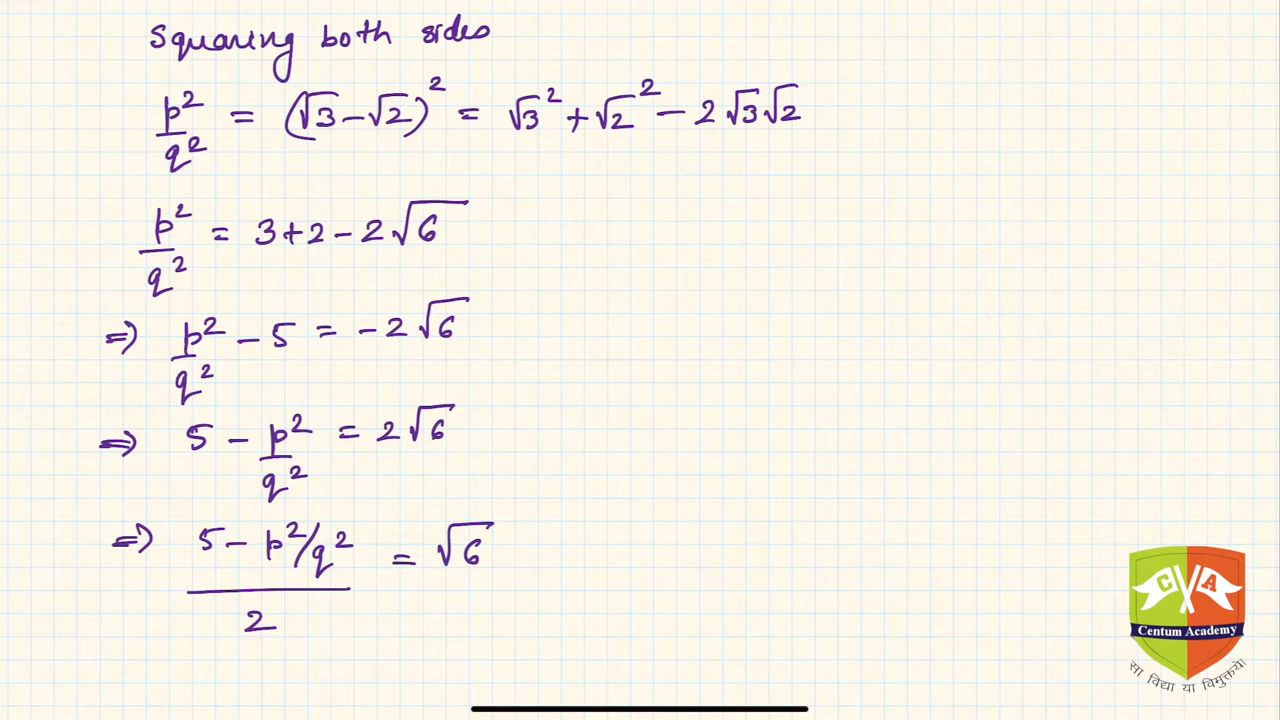 Squaring both sides
p²/q² = (√3 – √2)² = √3² + √2² – 2√3√2
p²/q² = 3 + 2 – 2√6
⇒ p²/q² – 5 = –2√6
⇒ 5 – p²/q² = 2√6
⇒ (5 – p²/q²)/2 = √6
C A
Centum Academy
सा विद्या या विमुक्तये।